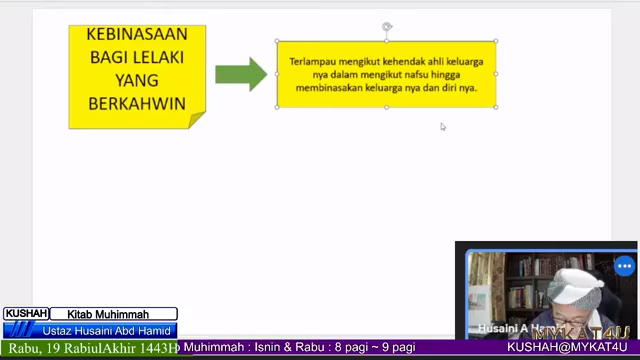 KEBINASAAN
BAGI LELAKI
YANG
BERKAHWIN
Terlampau mengikut kehendak ahli keluarga
nya dalam mengikut nafsu hingga
membinasakan keluarga nya dan diri nya.
Husaini A Ha
MYKAT4U
KUSHAH
Kitab Muhimmah
Ustaz Husaini Abd Hamid
Rabu, 19 RabiulAkhir 1443H
Muhimmah : Isnin & Rabu : 8 pagi ~ 9 pagi
KUSHAH@MYKAT4U